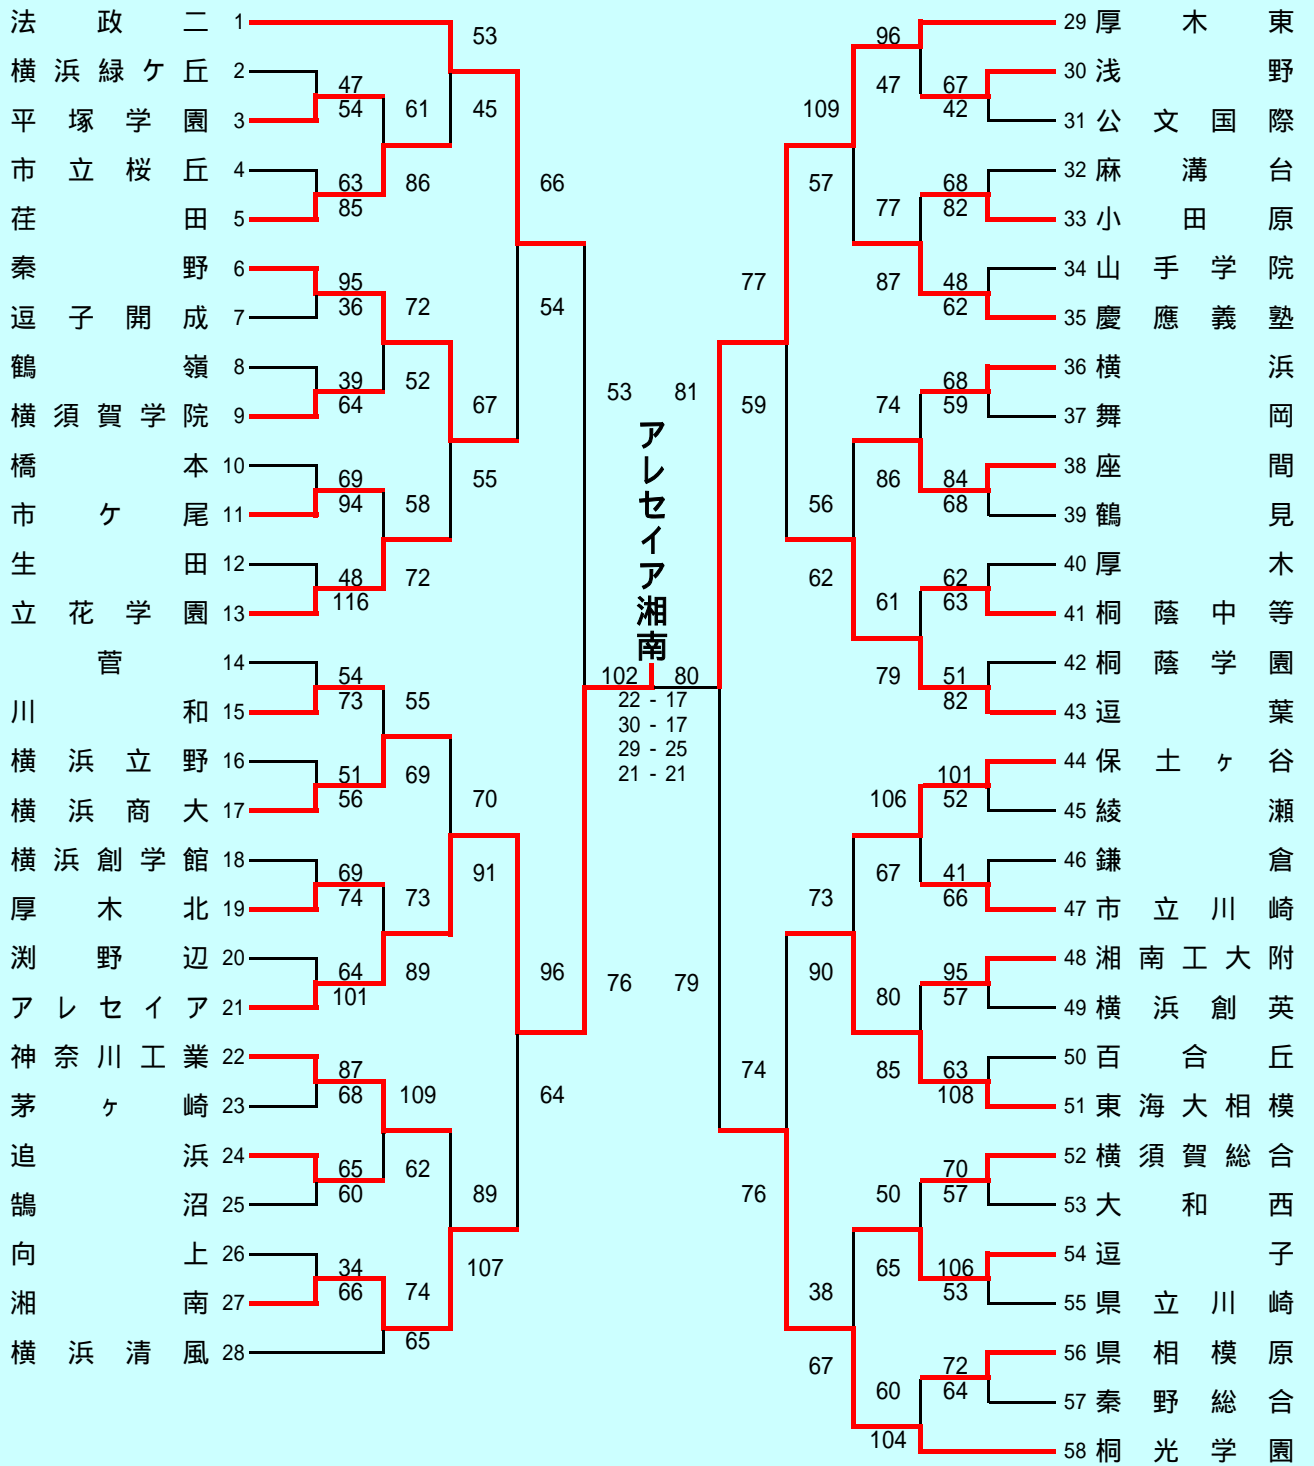 法政二 1
横浜緑ケ丘 2
平塚学園 3
市立桜丘 4
荏田 5
秦野 6
逗子開成 7
鶴嶺 8
横須賀学院 9
橋本 10
市ケ尾 11
生田 12
立花学園 13
菅 14
川和 15
横浜立野 16
横浜商大 17
横浜創学館 18
厚木北 19
渕野辺 20
アレセイア 21
神奈川工業 22
茅ヶ崎 23
追浜 24
鵠沼 25
向上 26
湘南 27
横浜清風 28
47
54
63
85
95
36
39
64
69
94
48
116
54
73
51
56
69
74
64
101
87
68
65
60
34
66
61
86
72
52
58
72
55
69
73
89
109
62
74
65
53
45
67
55
70
91
89
107
66
54
96
64
53 81
アレセイア湘南
102 80
22 - 17
30 - 17
29 - 25
21 - 21
76 79
77
59
74
76
109
57
56
62
73
90
38
67
96
47
77
87
74
86
61
79
106
67
80
85
50
65
60
104
67
42
68
82
48
62
68
59
84
68
62
63
51
82
101
52
41
66
95
57
63
108
70
57
106
53
72
64
29 厚木東
30 浅野
31 公文国際
32 麻溝台
33 小田原
34 山手学院
35 慶應義塾
36 横浜
37 舞岡
38 座間
39 鶴見
40 厚木
41 桐蔭中等
42 桐蔭学園
43 逗葉
44 保土ヶ谷
45 綾瀬
46 鎌倉
47 市立川崎
48 湘南工大附
49 横浜創英
50 百合丘
51 東海大相模
52 横須賀総合
53 大和西
54 逗子
55 県立川崎
56 県相模原
57 秦野総合
58 桐光学園